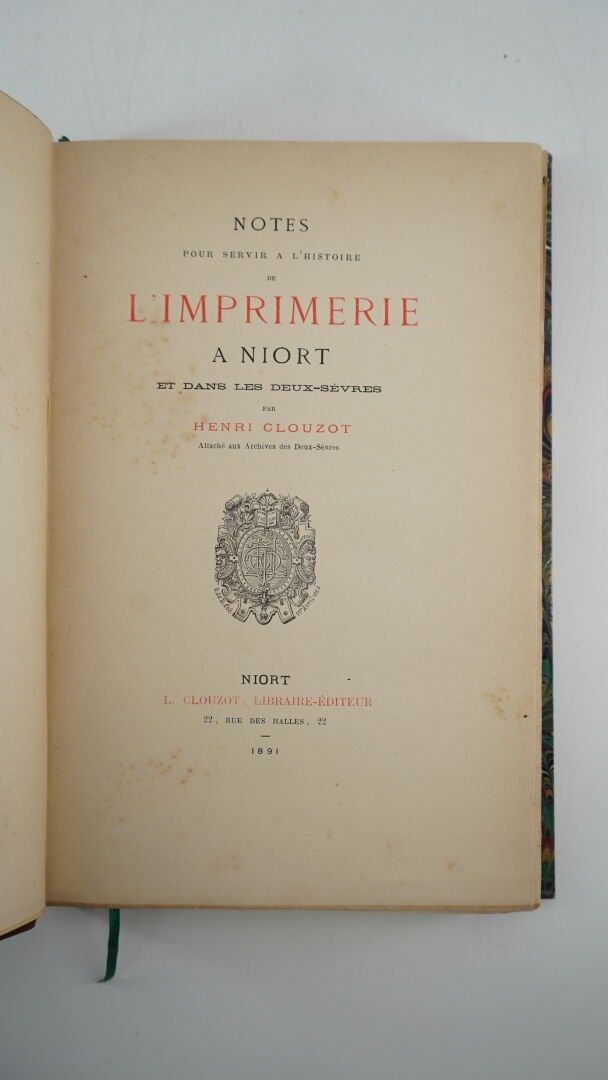 NOTES
POUR SERVIR A L'HISTOIRE
DE
L'IMPRIMERIE
A NIORT
ET DANS LES DEUX-SÈVRES
PAR
HENRI CLOUZOT
Attaché aux Archives des Deux-Sèvres
NIORT
L. CLOUZOT, LIBRAIRE-ÉDITEUR
22, RUE DES HALLES, 22
1891